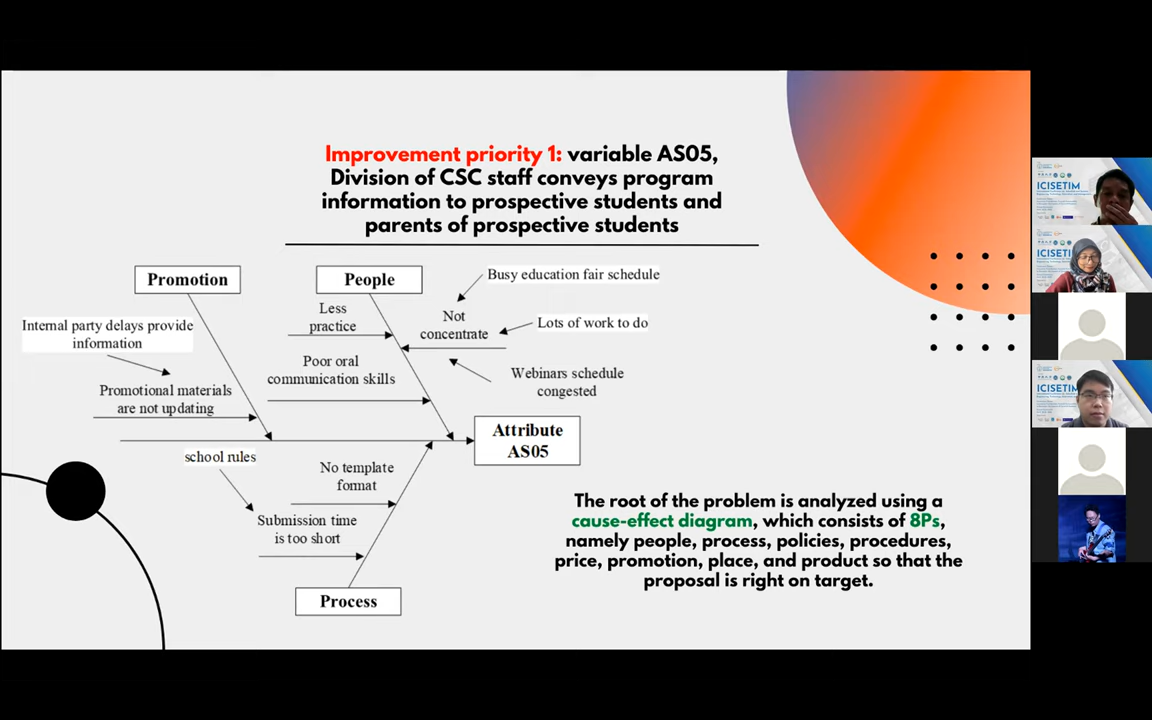 Improvement priority 1: variable AS05,
Division of CSC staff conveys program
information to prospective students and
parents of prospective students
Promotion
People
Busy education fair schedule
Less
practice
Not
concentrate
Lots of work to do
Internal party delays provide
information
Poor oral
communication skills
Webinars schedule
congested
Promotional materials
are not updating
Attribute
AS05
school rules
No template
format
Submission time
is too short
Process
The root of the problem is analyzed using a
cause-effect diagram, which consists of 8Ps,
namely people, process, policies, procedures,
price, promotion, place, and product so that the
proposal is right on target.
ICISETIM
ICISETIM